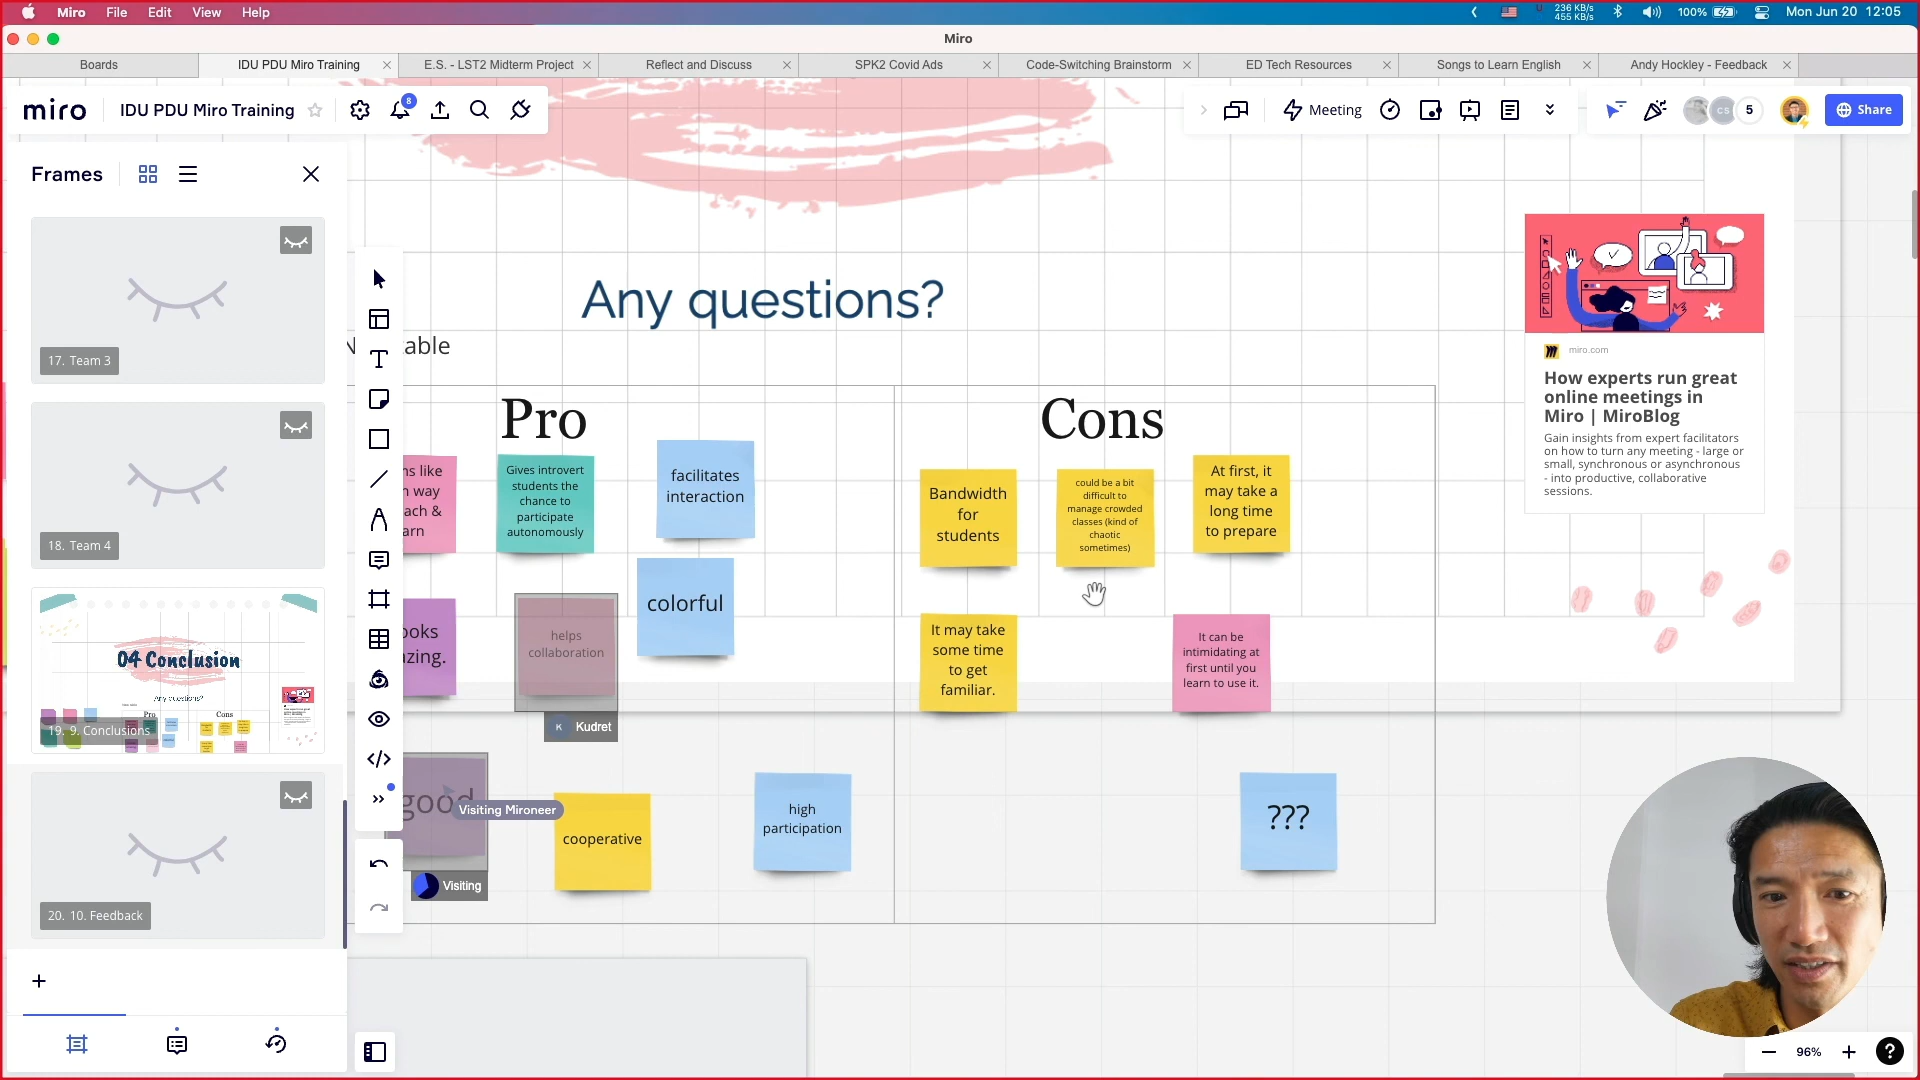 Miro File Edit View Help
236 KB/s
455 KB/s
100%
Mon Jun 20 12:05
Miro
Boards
IDU PDU Miro Training
E.S. - LST2 Midterm Project
Reflect and Discuss
SPK2 Covid Ads
Code-Switching Brainstorm
ED Tech Resources
Songs to Learn English
Andy Hockley - Feedback
miro
IDU PDU Miro Training
8
Meeting
CS
5
Share
Frames
17. Team 3
18. Team 4
04 Conclusion
Any questions?
Pro
Cons
19. 9. Conclusions
20. 10. Feedback
Any questions?
able
Pro
Cons
ns like
way
ach &
arn
Gives introvert
students the
chance to
participate
autonomously
facilitates
interaction
colorful
ooks
zing.
helps
collaboration
K Kudret
good
Visiting Mironeer
Visiting
cooperative
high
participation
Bandwidth
for
students
could be a bit
difficult to
manage crowded
classes (kind of
chaotic
sometimes)
At first, it
may take a
long time
to prepare
It may take
some time
to get
familiar.
It can be
intimidating at
first until you
learn to use it.
???
miro.com
How experts run great
online meetings in
Miro | MiroBlog
Gain insights from expert facilitators
on how to turn any meeting - large or
small, synchronous or asynchronous
- into productive, collaborative
sessions.
96%